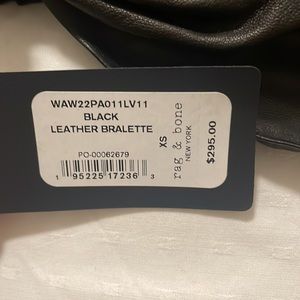 WAW22PA011LV11
BLACK
LEATHER BRALETTE
PO-00062679
1 95225 17236 3
XS
rag & bone
NEW YORK
$295.00